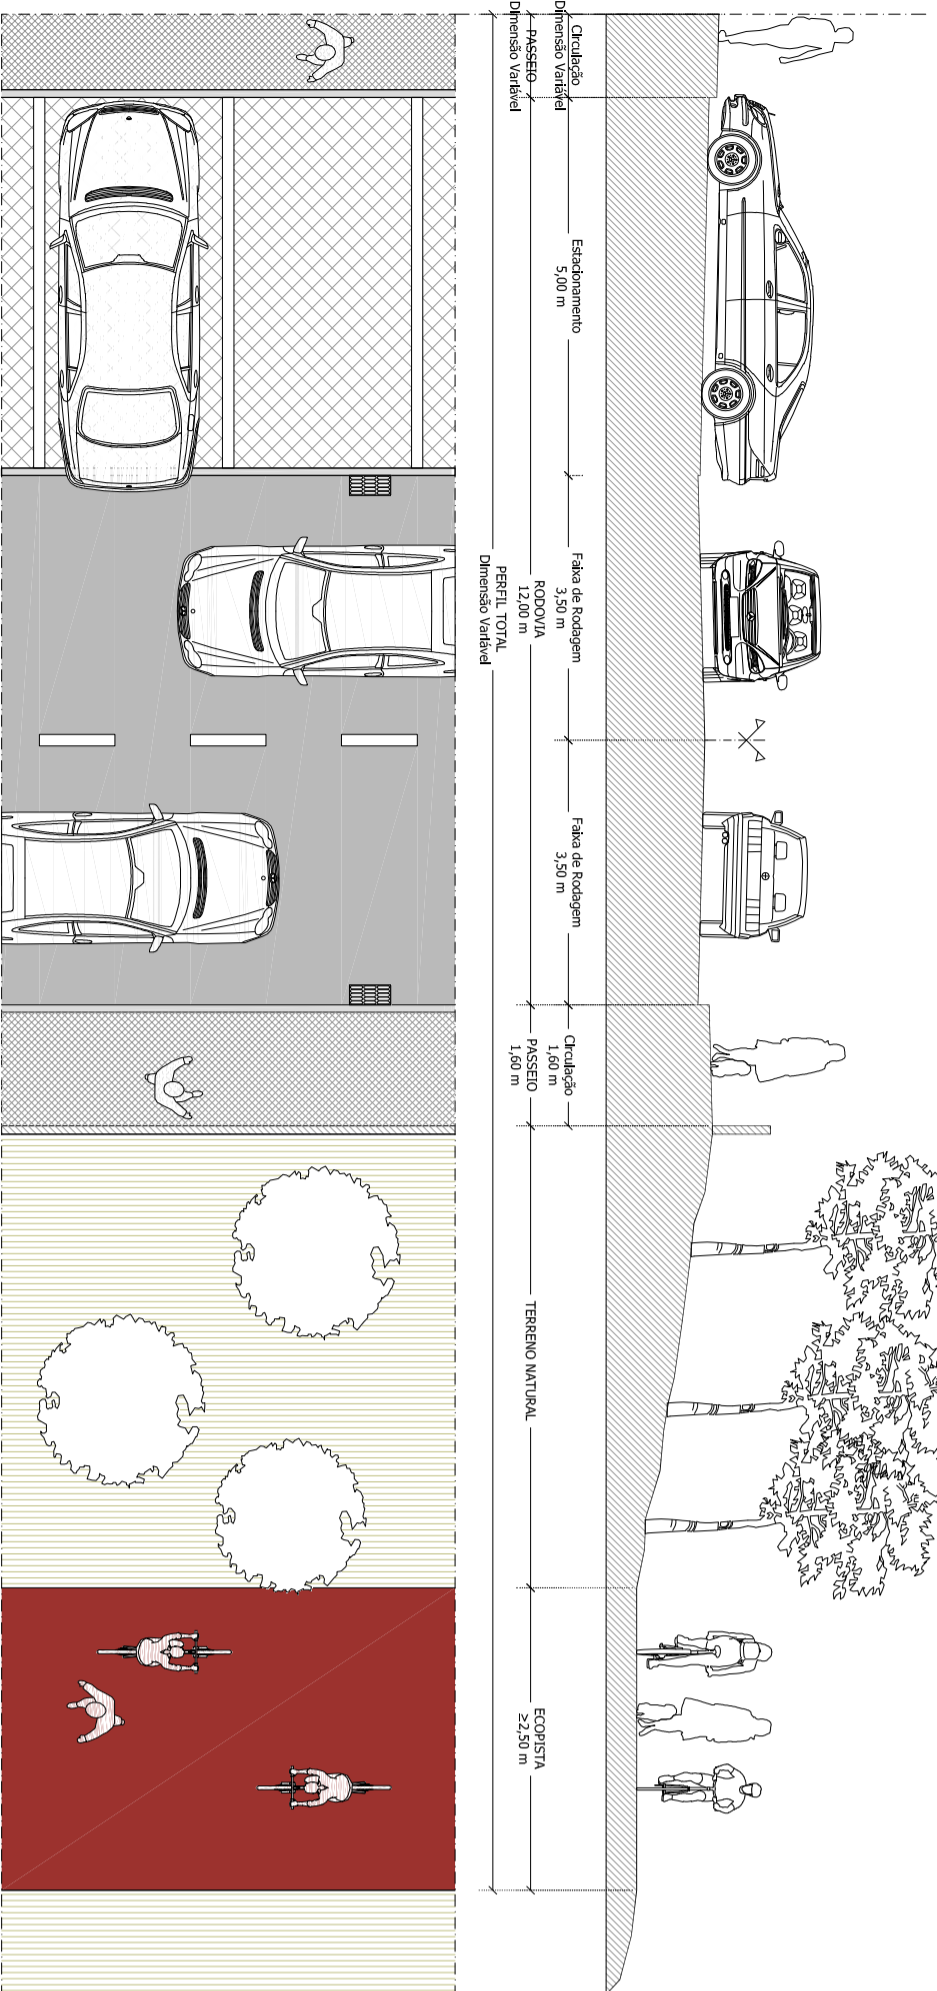 Circulação
Dimensão Variável
PASSEIO
Dimensão Variável
Estacionamento
5,00 m
Faixa de Rodagem
3,50 m
RODOVIA
12,00 m
PERFIL TOTAL
Dimensão Variável
Faixa de Rodagem
3,50 m
Circulação
1,60 m
PASSEIO
1,60 m
TERRENO NATURAL
ECOPISTA
≥2,50 m